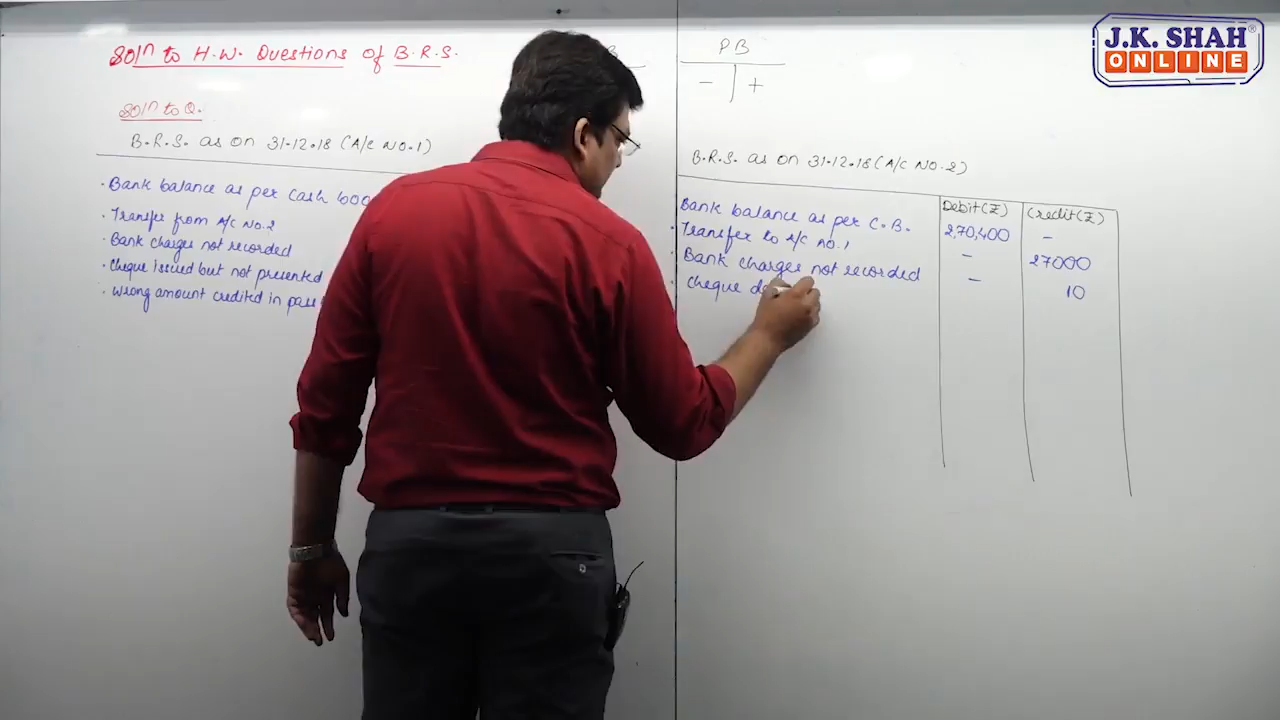 Sol^n to H.W. Questions of B.R.S.
Sol^n to Q.
B.R.S. as on 31.12.18 (A/c No.1)
Bank balance as per Cash
Transfer from A/c No.2
Bank charges not recorded
Cheque issued but not presented
Wrong amount credited in pass
B
PB
- +
B.R.S. as on 31.12.18 (A/c No.2)
Debit (₹) Credit (₹)
Bank balance as per C.B. 2,70,400 -
Transfer to A/c No.1 - 27000
Bank charges not recorded - 10
Cheque de
J.K. SHAH®
ONLINE